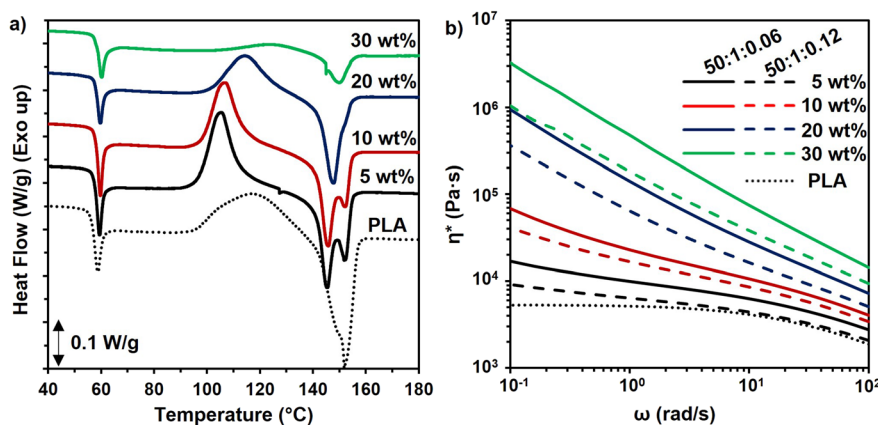 a)
Heat Flow (W/g) (Exo up)
30 wt%
20 wt%
10 wt%
5 wt%
PLA
0.1 W/g
40 60 80 100 120 140 160 180
Temperature (°C)
b)
η* (Pa·s)
10⁷
10⁶
10⁵
10⁴
10³
50:1:0.06
50:1:0.12
5 wt%
10 wt%
20 wt%
30 wt%
PLA
10⁻¹ 10⁰ 10¹ 10²
ω (rad/s)